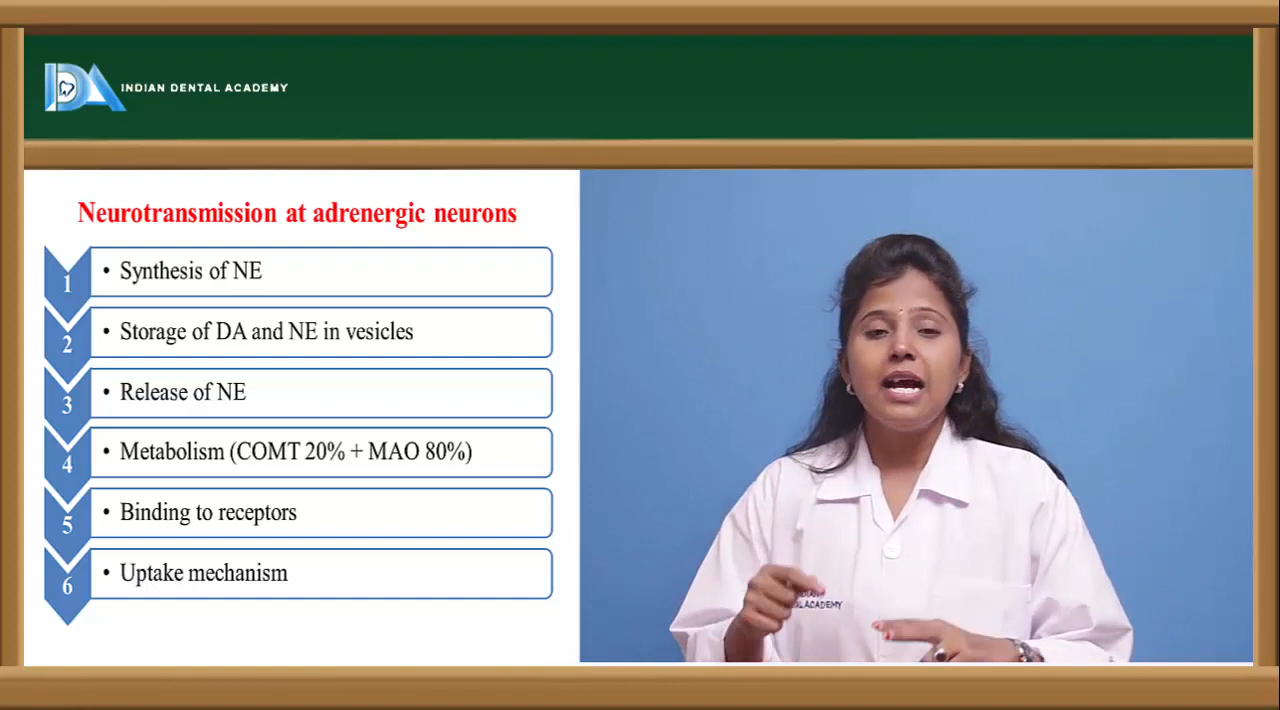 INDIAN DENTAL ACADEMY
Neurotransmission at adrenergic neurons
1 • Synthesis of NE
2 • Storage of DA and NE in vesicles
3 • Release of NE
4 • Metabolism (COMT 20% + MAO 80%)
5 • Binding to receptors
6 • Uptake mechanism
ACADEMY